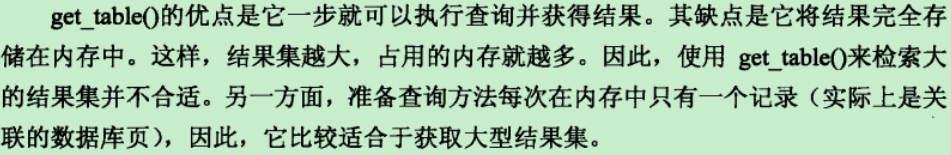 get_table()的优点是它一步就可以执行查询并获得结果。其缺点是它将结果完全存
储在内存中。这样，结果集越大，占用的内存就越多。因此，使用 get_table()来检索大
的结果集并不合适。另一方面，准备查询方法每次在内存中只有一个记录（实际上是关
联的数据库页），因此，它比较适合于获取大型结果集。